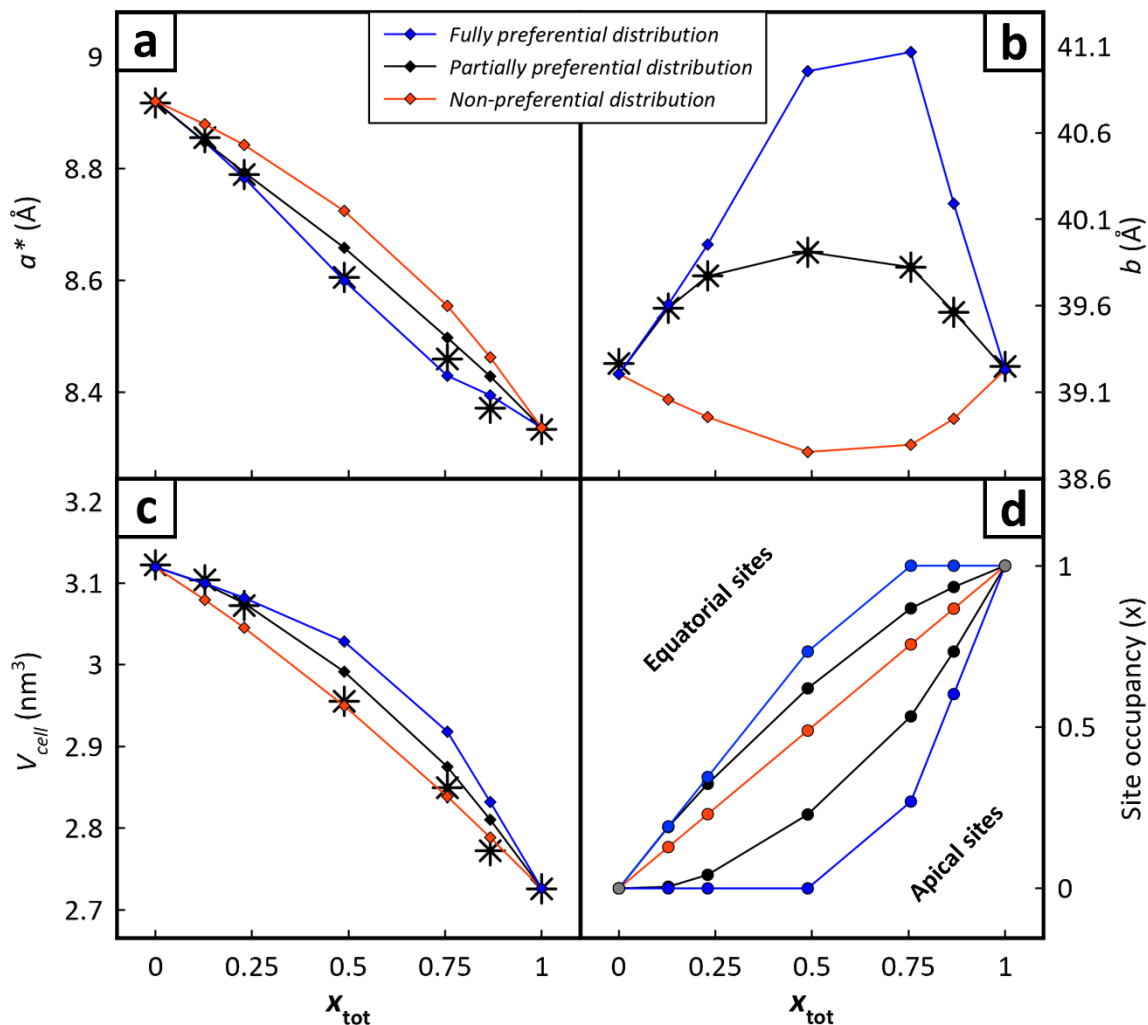 a
Fully preferential distribution
Partially preferential distribution
Non-preferential distribution
b
9
8.8
8.6
8.4
a* (Å)
41.1
40.6
40.1
39.6
39.1
38.6
b (Å)
c
3.2
3.1
3
2.9
2.8
2.7
V_cell (nm³)
d
Equatorial sites
Apical sites
1
0.5
0
Site occupancy (x)
0 0.25 0.5 0.75 1
x_tot
0 0.25 0.5 0.75 1
x_tot